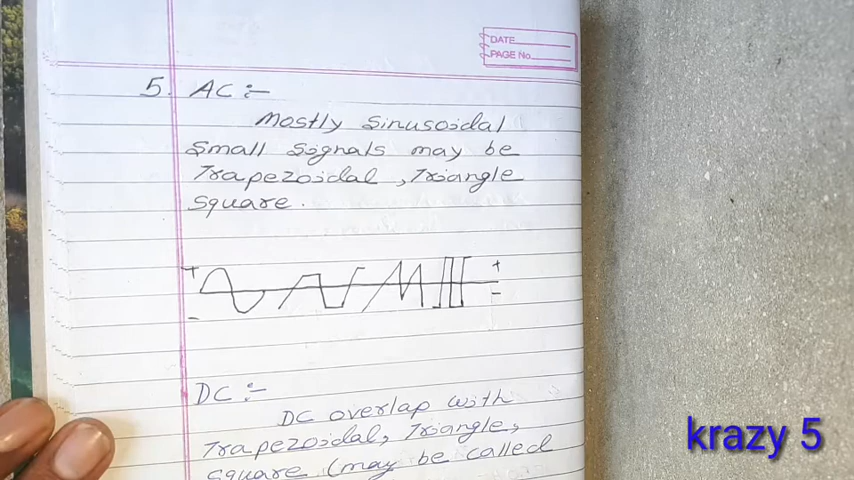 DATE
PAGE No.
5. AC :-
Mostly Sinusoidal
Small Signals may be
Trapezoidal, Triangle
Square.
+
+
-
-
DC :-
DC overlap with
Trapezoidal, Triangle,
Square (may be called
krazy 5